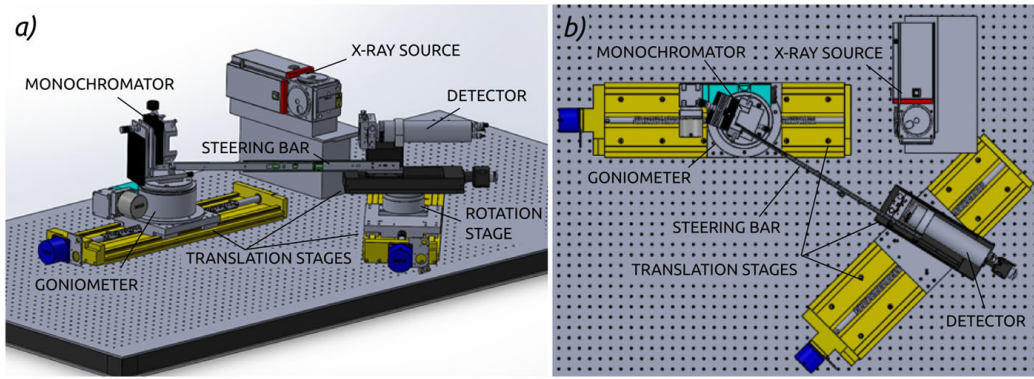 a)
X-RAY SOURCE
MONOCHROMATOR
DETECTOR
STEERING BAR
ROTATION
STAGE
TRANSLATION STAGES
GONIOMETER
b)
MONOCHROMATOR
X-RAY SOURCE
GONIOMETER
STEERING BAR
TRANSLATION STAGES
DETECTOR